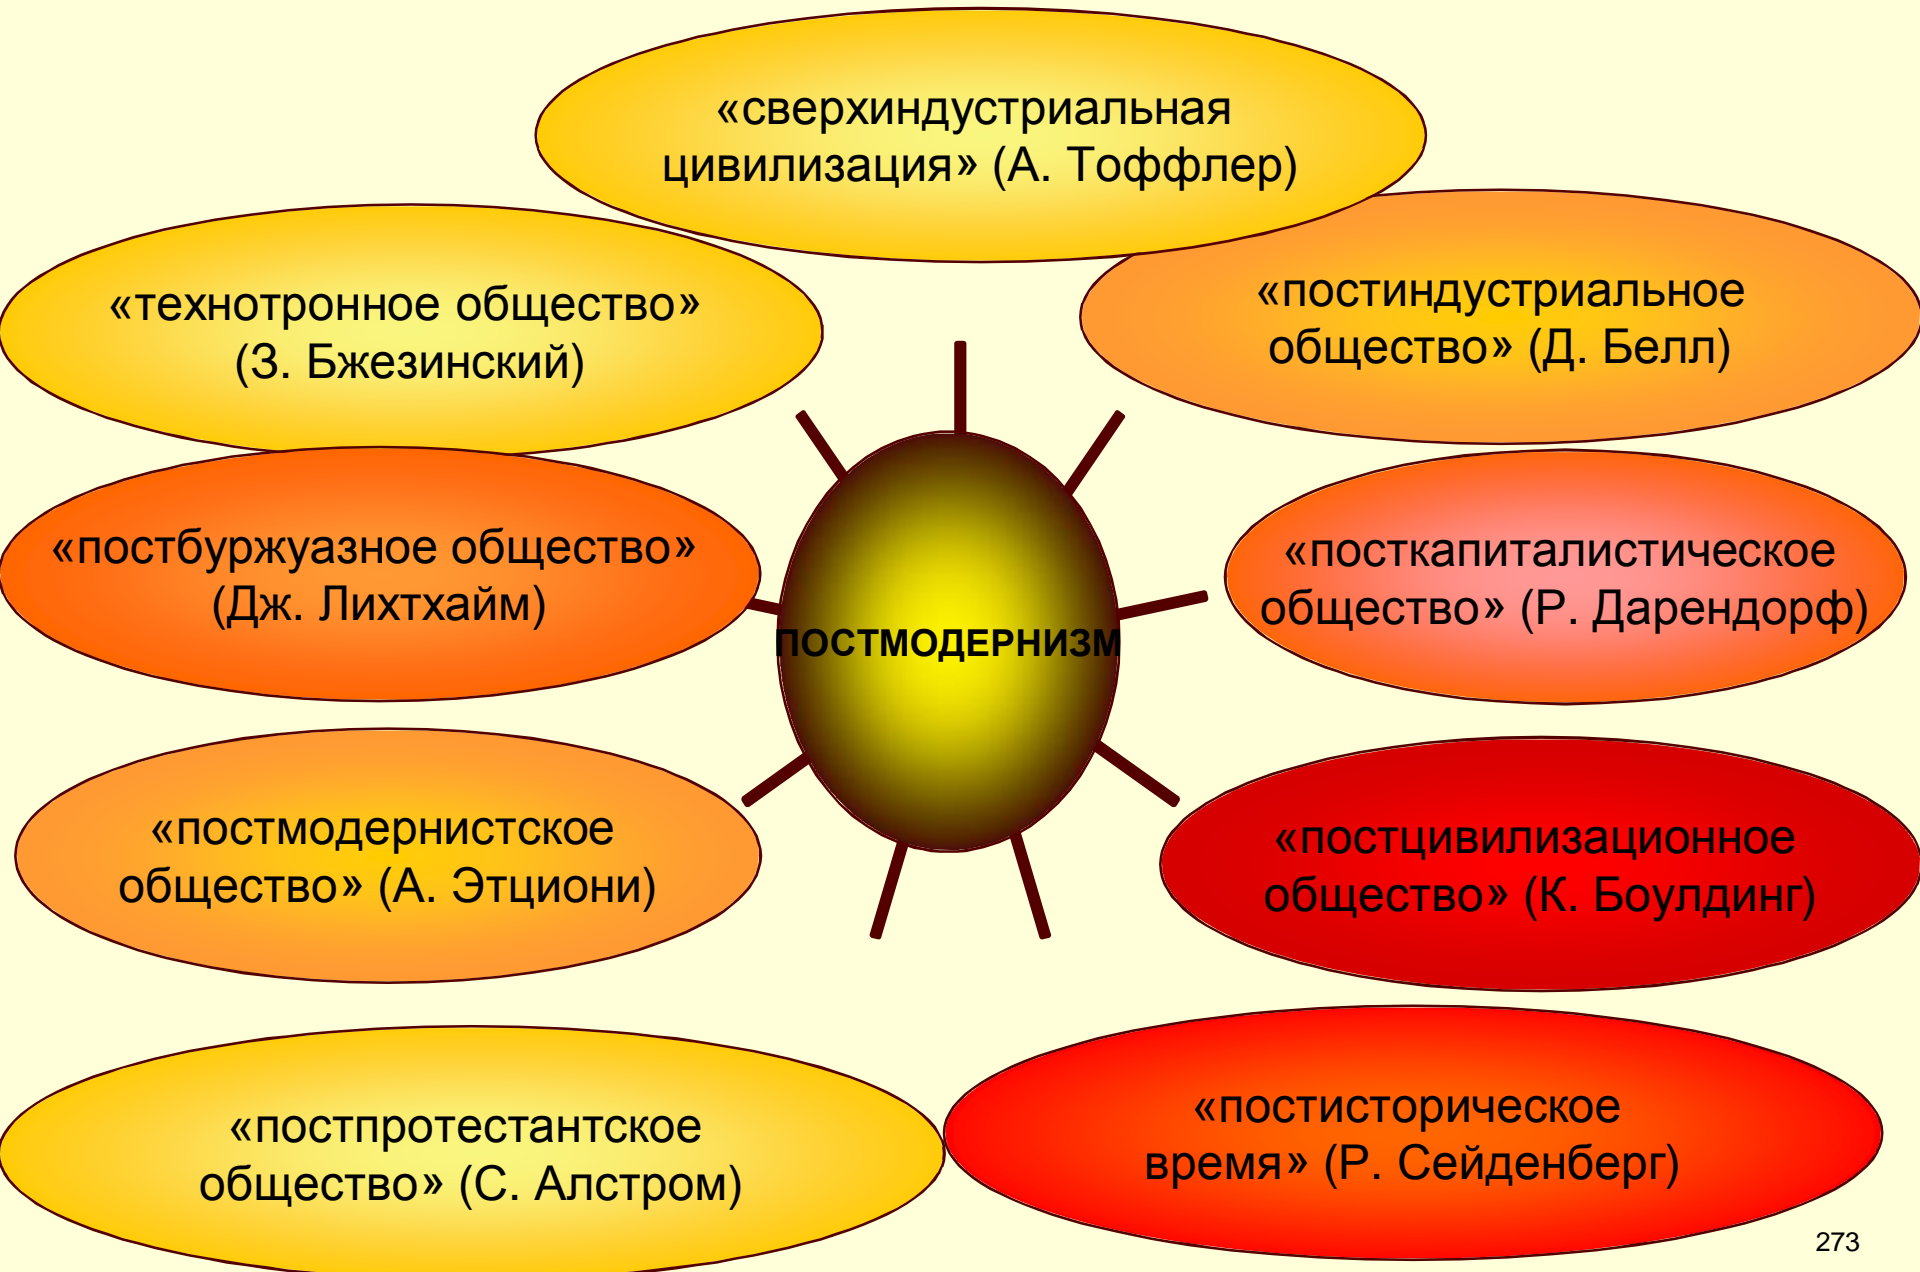 «сверхиндустриальная
цивилизация» (А. Тоффлер)
«технотронное общество»
(З. Бжезинский)
«постиндустриальное
общество» (Д. Белл)
«постбуржуазное общество»
(Дж. Лихтхайм)
«посткапиталистическое
общество» (Р. Дарендорф)
ПОСТМОДЕРНИЗМ
«постмодернистское
общество» (А. Этциони)
«постцивилизационное
общество» (К. Боулдинг)
«постпротестантское
общество» (С. Алстром)
«постисторическое
время» (Р. Сейденберг)
273